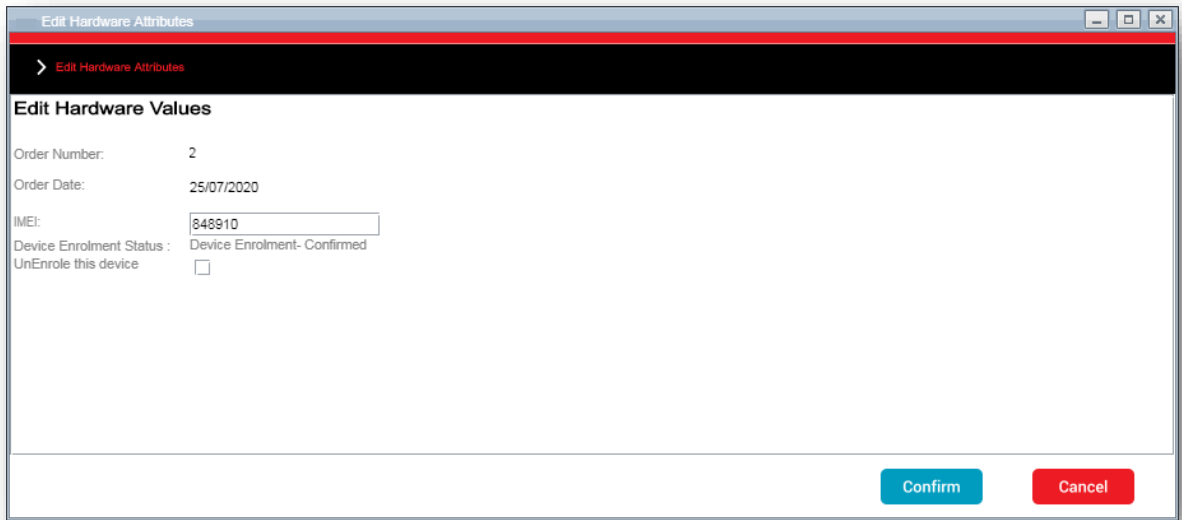 Edit Hardware Attributes
Edit Hardware Attributes
Edit Hardware Values
Order Number: 2
Order Date: 25/07/2020
IMEI: 848910
Device Enrolment Status : Device Enrolment- Confirmed
UnEnrole this device
Confirm Cancel